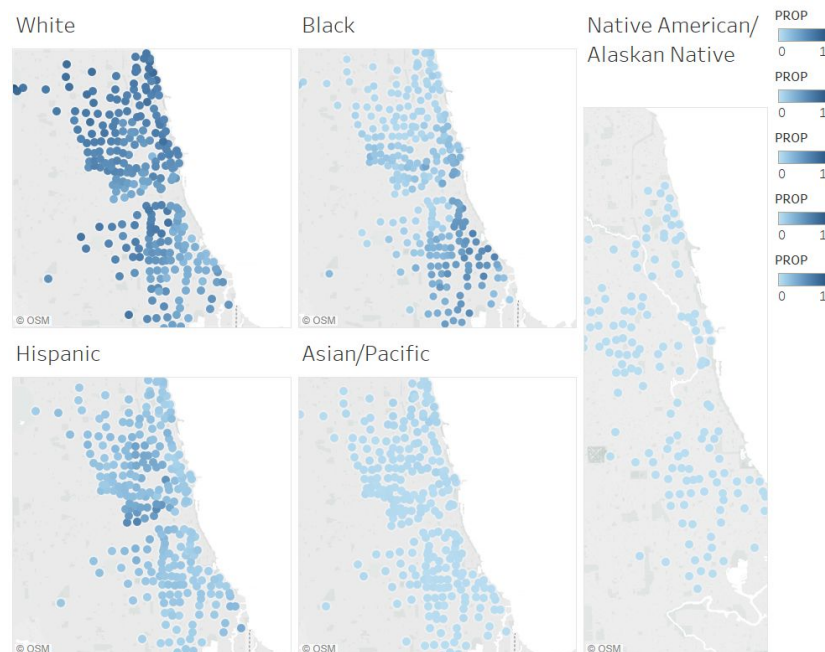 White
Black
Native American/
Alaskan Native
PROP
0 1
PROP
0 1
PROP
0 1
PROP
0 1
PROP
0 1
© OSM
© OSM
Hispanic
Asian/Pacific
© OSM
© OSM
© OSM